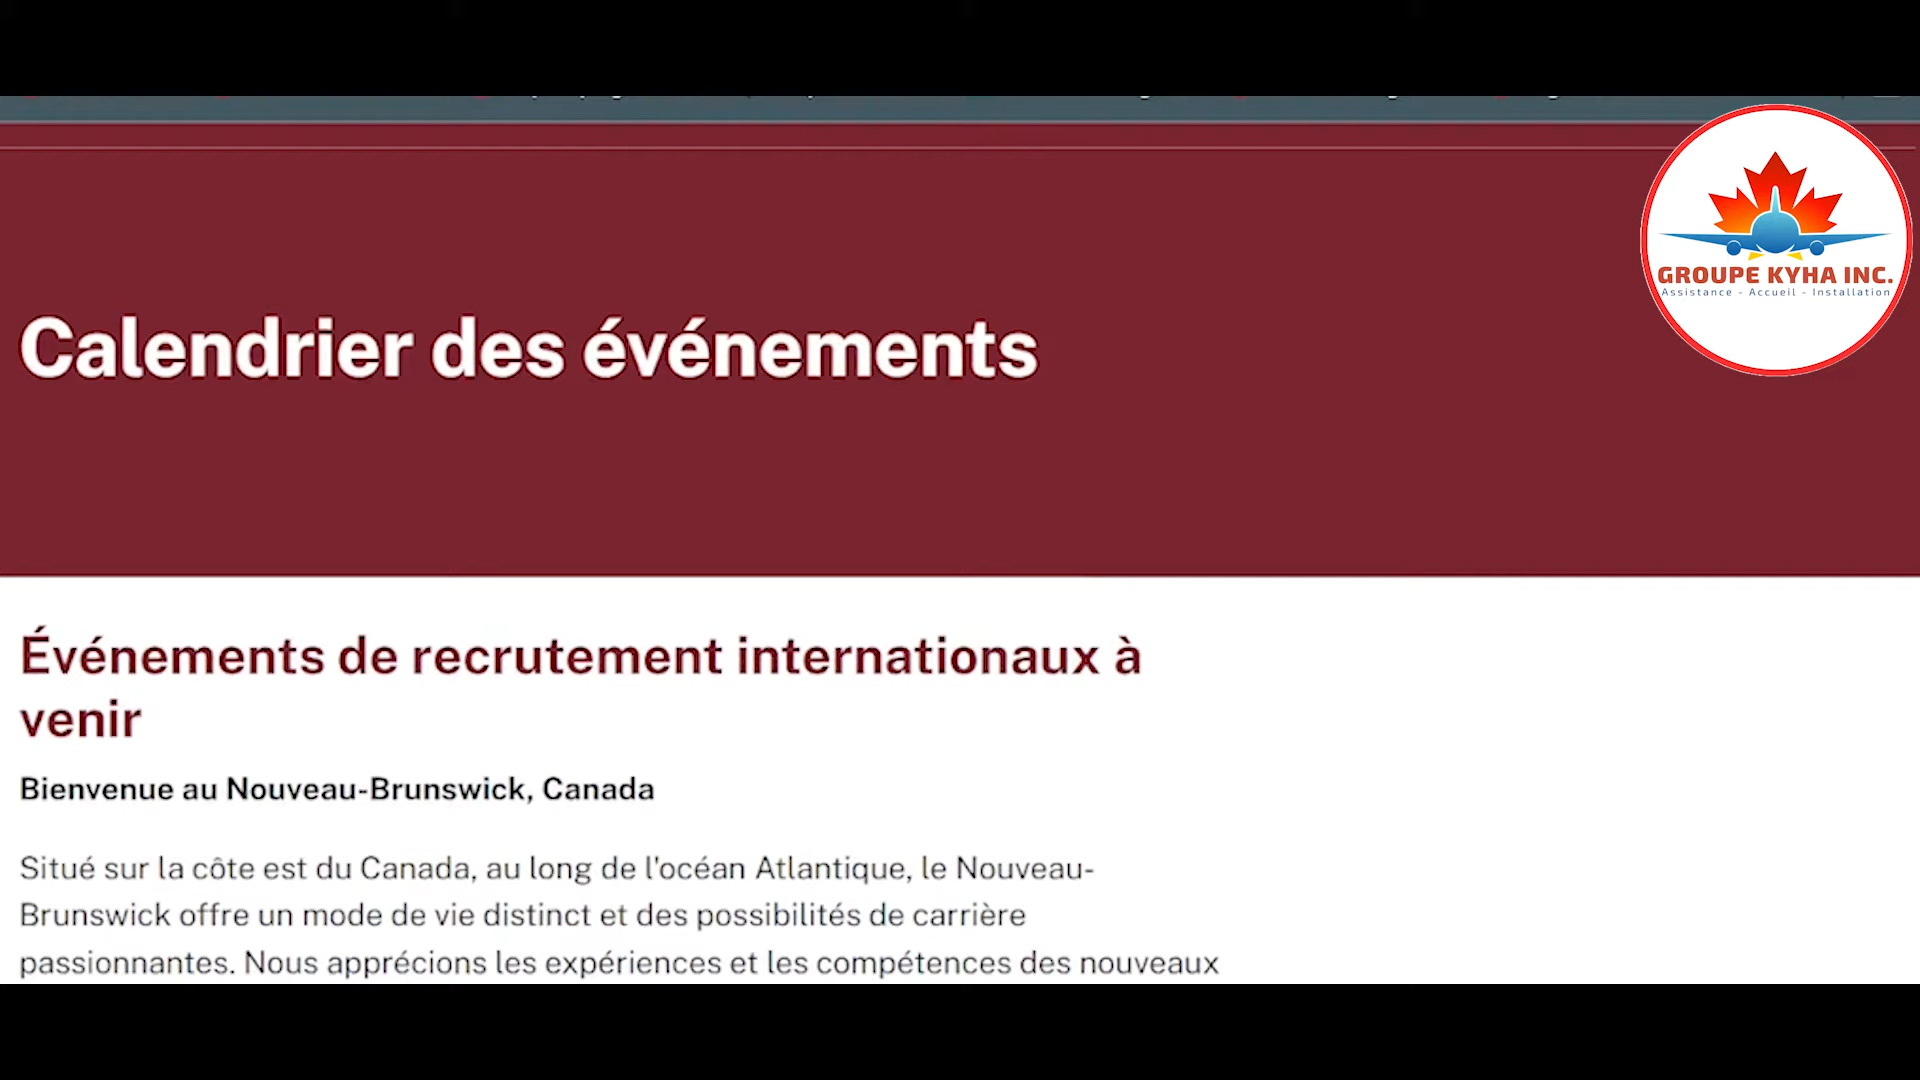 GROUPE KYHA INC.
Assistance - Accueil - Installation
Calendrier des événements
Événements de recrutement internationaux à
venir
Bienvenue au Nouveau-Brunswick, Canada
Situé sur la côte est du Canada, au long de l'océan Atlantique, le Nouveau-
Brunswick offre un mode de vie distinct et des possibilités de carrière
passionnantes. Nous apprécions les expériences et les compétences des nouveaux